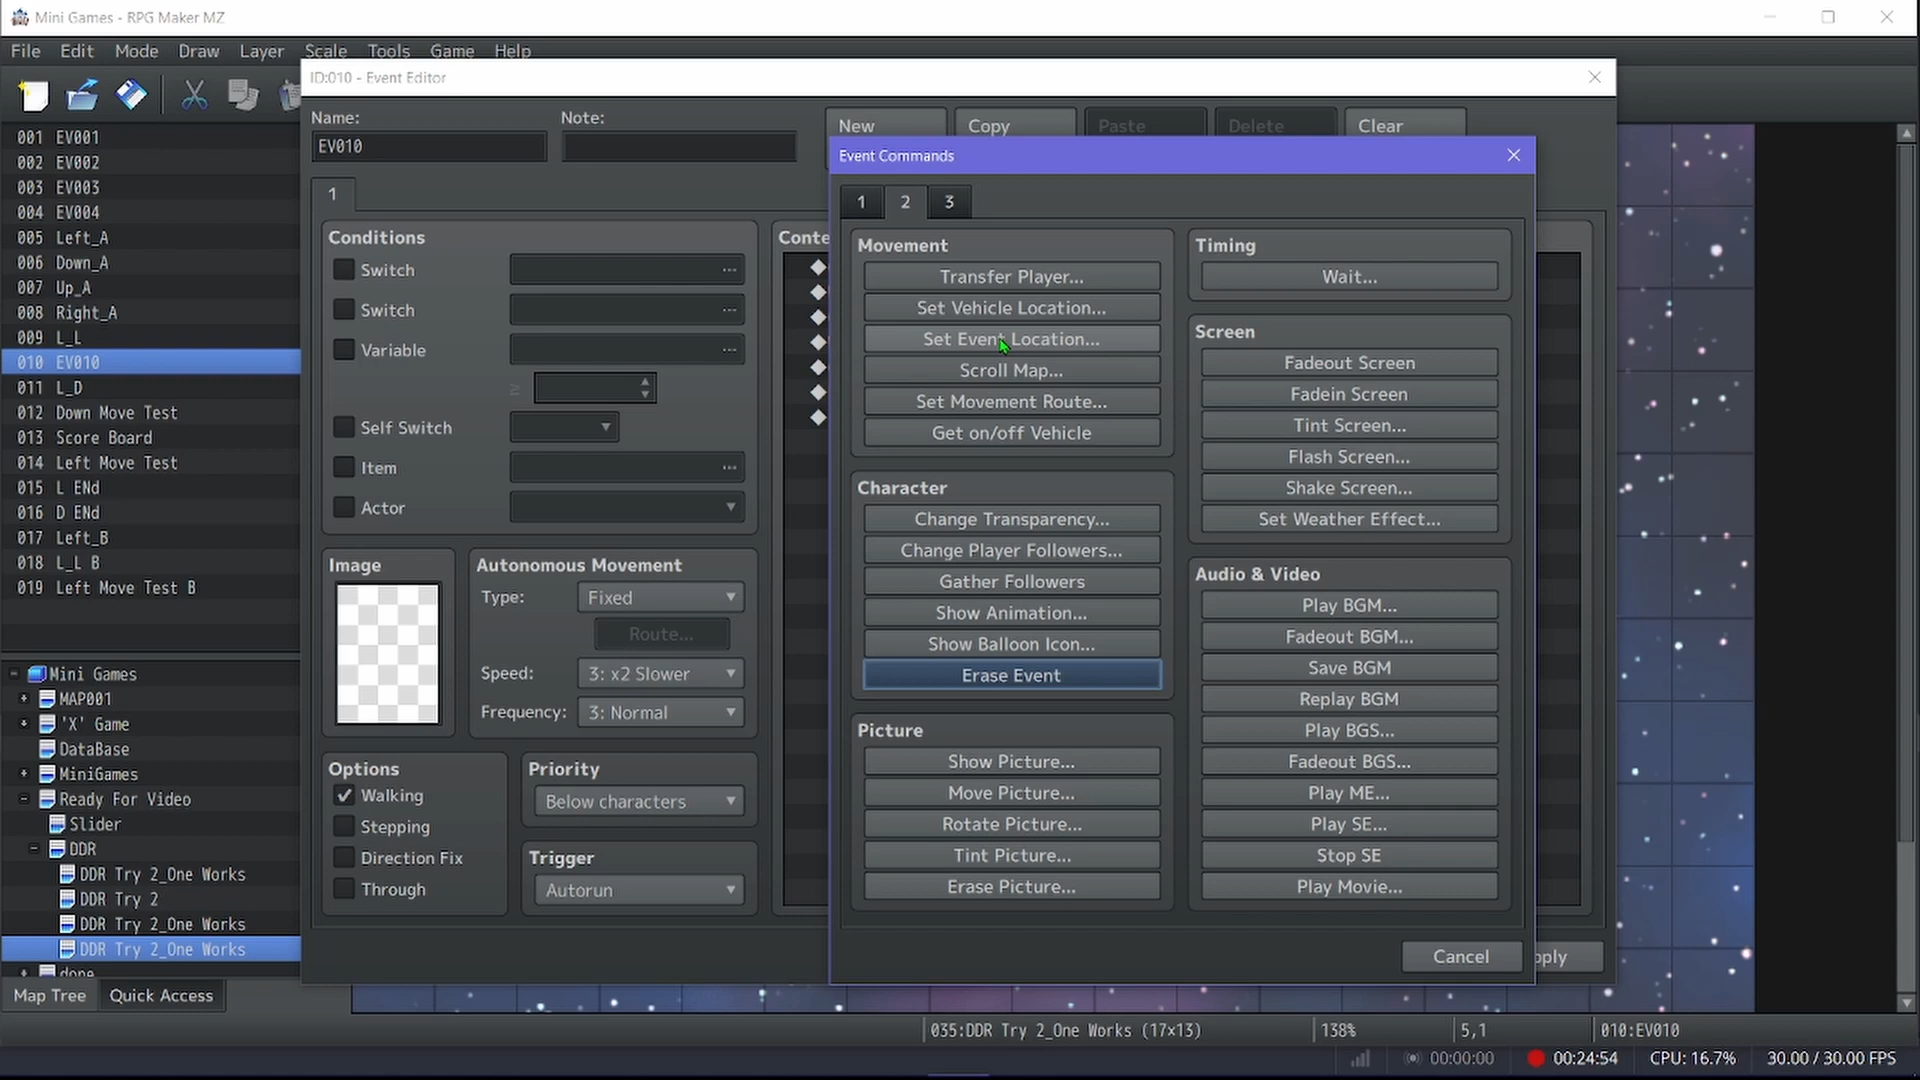 Mini Games - RPG Maker MZ
File Edit Mode Draw Layer Scale Tools Game Help
ID:010 - Event Editor
Name:
Note:
EV010
New
Copy
Paste
Delete
Clear
001 EV001
002 EV002
003 EV003
004 EV004
005 Left_A
006 Down_A
007 Up_A
008 Right_A
009 L_L
010 EV010
011 L_D
012 Down Move Test
013 Score Board
014 Left Move Test
015 L ENd
016 D ENd
017 Left_B
018 L_L B
019 Left Move Test B
1
Conditions
Switch
...
Switch
...
Variable
...
≥
Self Switch
Item
...
Actor
Image
Autonomous Movement
Type:
Fixed
Route...
Speed:
3: x2 Slower
Frequency:
3: Normal
Options
Walking
Stepping
Direction Fix
Through
Priority
Below characters
Trigger
Autorun
Conte
Event Commands
1
2
3
Movement
Transfer Player...
Set Vehicle Location...
Set Event Location...
Scroll Map...
Set Movement Route...
Get on/off Vehicle
Character
Change Transparency...
Change Player Followers...
Gather Followers
Show Animation...
Show Balloon Icon...
Erase Event
Picture
Show Picture...
Move Picture...
Rotate Picture...
Tint Picture...
Erase Picture...
Timing
Wait...
Screen
Fadeout Screen
Fadein Screen
Tint Screen...
Flash Screen...
Shake Screen...
Set Weather Effect...
Audio & Video
Play BGM...
Fadeout BGM...
Save BGM
Replay BGM
Play BGS...
Fadeout BGS...
Play ME...
Play SE...
Stop SE
Play Movie...
Cancel
pply
Mini Games
MAP001
'X' Game
DataBase
MiniGames
Ready For Video
Slider
DDR
DDR Try 2_One Works
DDR Try 2
DDR Try 2_One Works
DDR Try 2_One Works
done
Map Tree
Quick Access
035:DDR Try 2_One Works (17×13)
138%
5,1
010:EV010
00:00:00
00:24:54
CPU: 16.7%
30.00 / 30.00 FPS